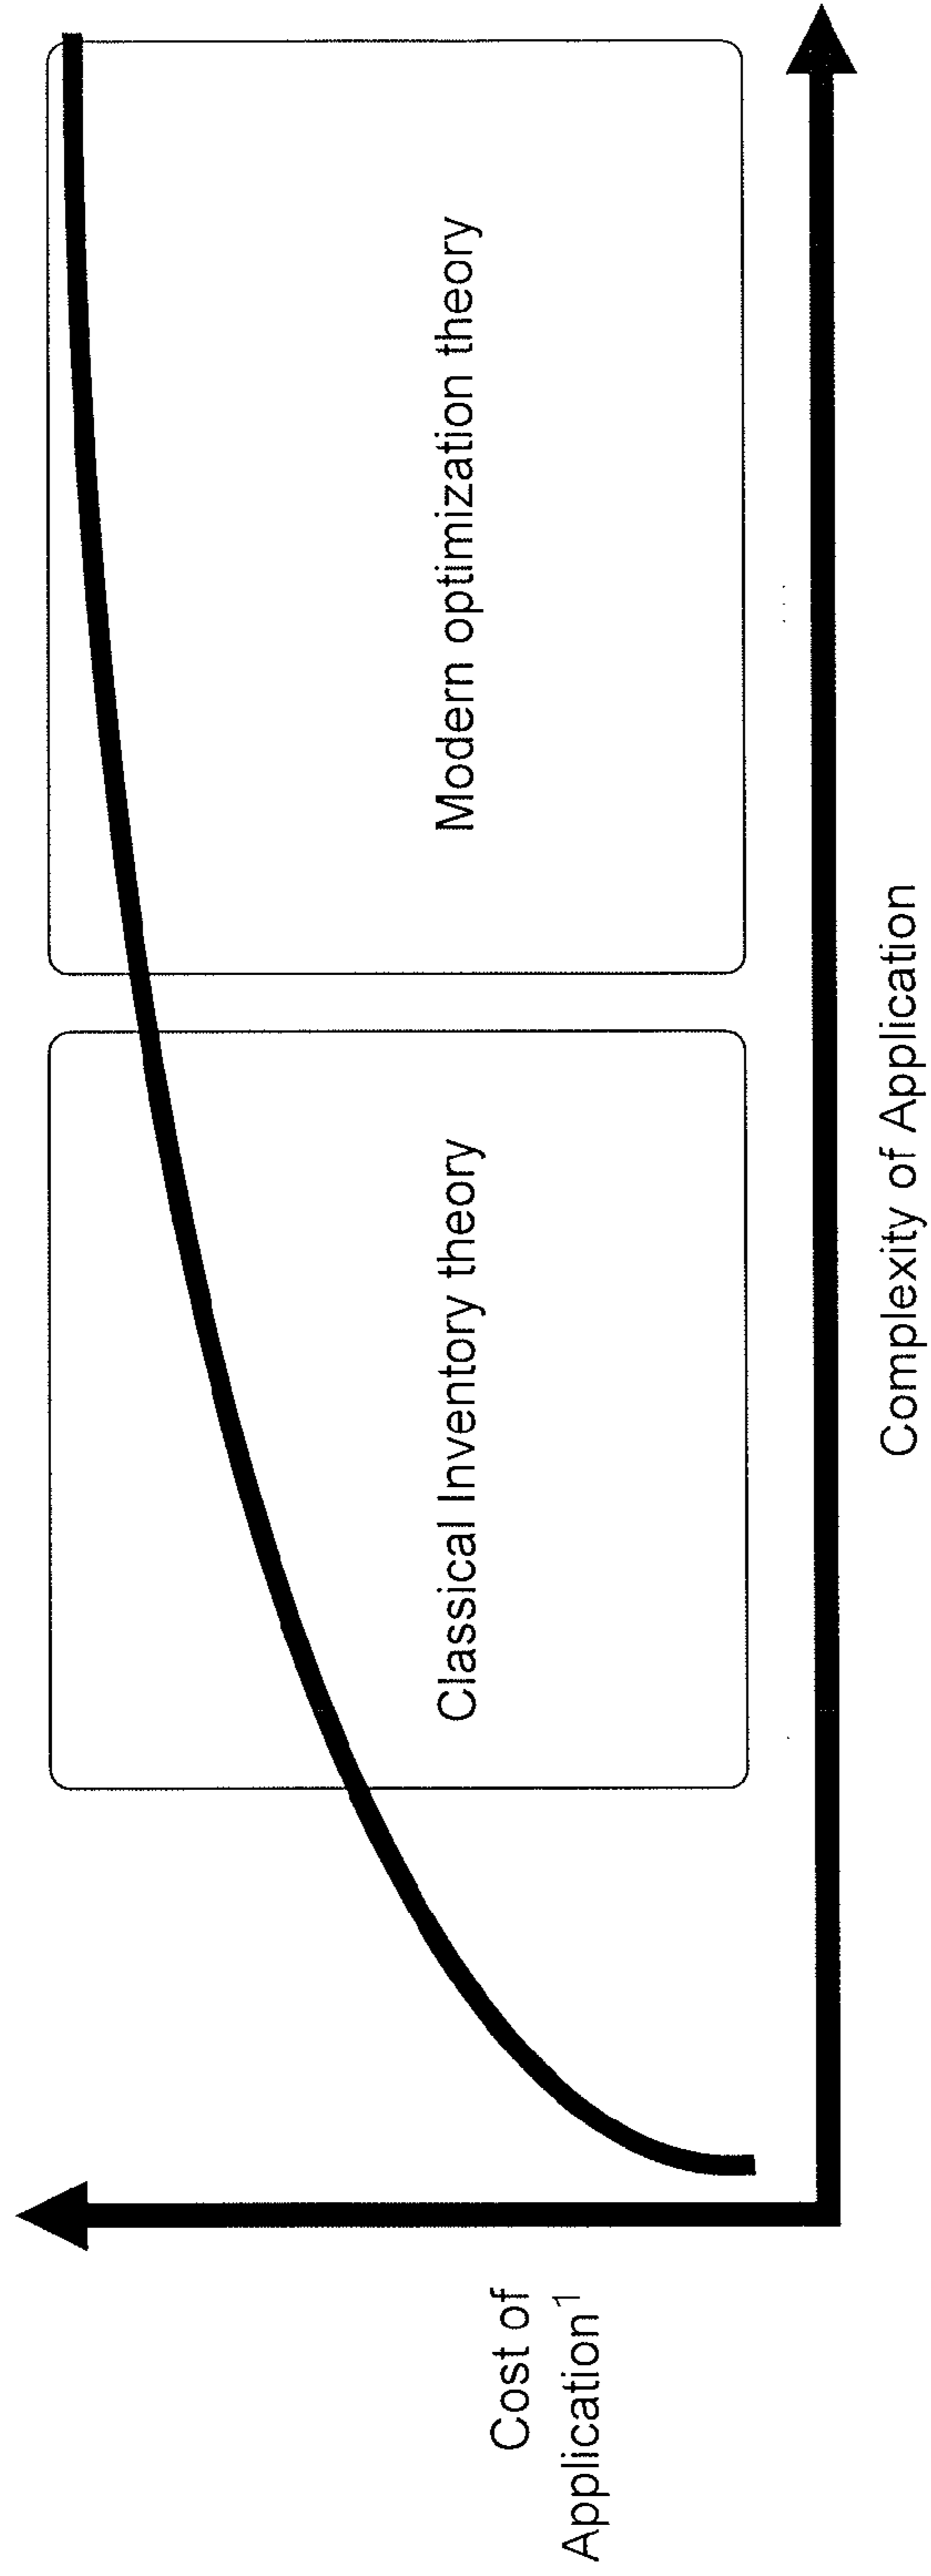 Cost of
Application¹
Classical Inventory theory
Modern optimization theory
Complexity of Application